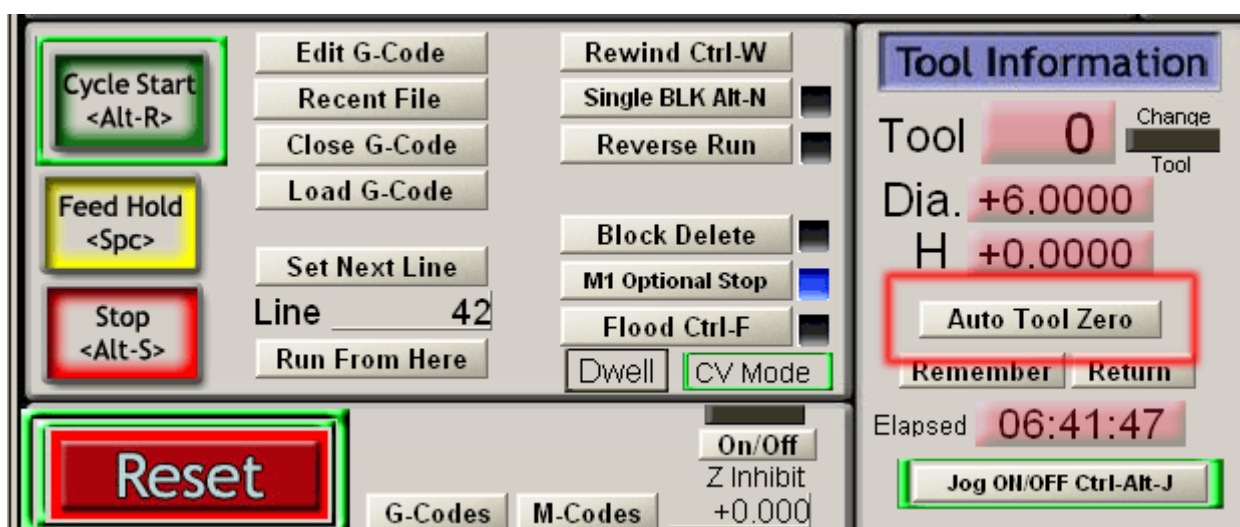 Cycle Start
<Alt-R>
Feed Hold
<Spc>
Stop
<Alt-S>
Edit G-Code
Recent File
Close G-Code
Load G-Code
Set Next Line
Line 42
Run From Here
Rewind Ctrl-W
Single BLK Alt-N
Reverse Run
Block Delete
M1 Optional Stop
Flood Ctrl-F
Dwell CV Mode
Reset
G-Codes M-Codes
On/Off
Z Inhibit
+0.000
Tool Information
Tool 0 Change
Tool
Dia. +6.0000
H +0.0000
Auto Tool Zero
Remember Return
Elapsed 06:41:47
Jog ON/OFF Ctrl-Alt-J